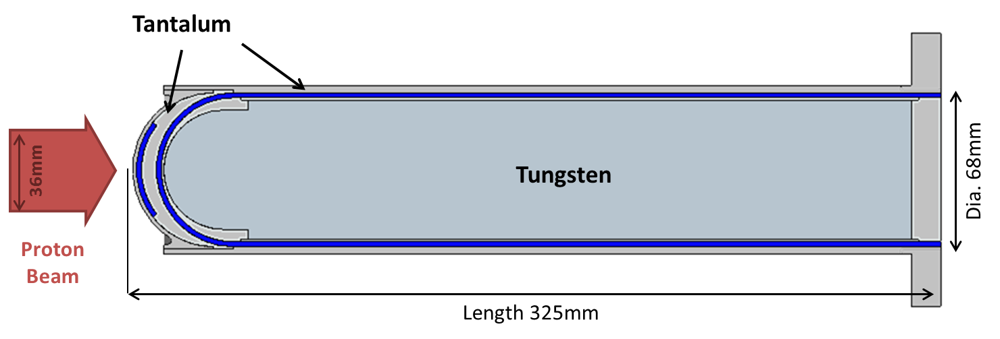 Tantalum
36mm
Proton
Beam
Tungsten
Dia. 68mm
Length 325mm